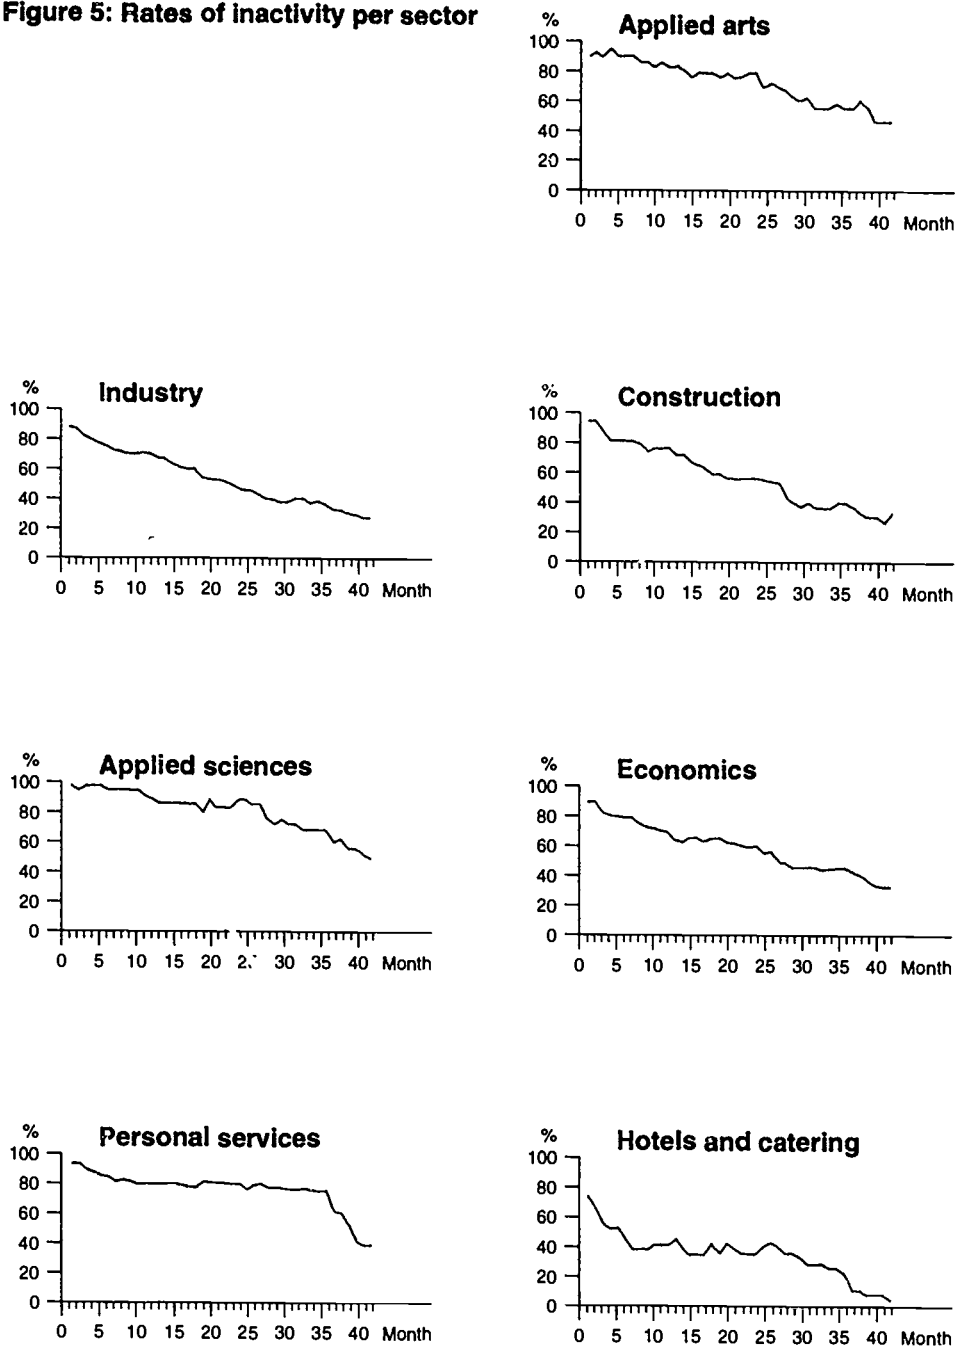 Figure 5: Rates of inactivity per sector
% Applied arts
100
80
60
40
20
0
0 5 10 15 20 25 30 35 40 Month
% Industry
100
80
60
40
20
0
0 5 10 15 20 25 30 35 40 Month
% Construction
100
80
60
40
20
0
0 5 10 15 20 25 30 35 40 Month
% Applied sciences
100
80
60
40
20
0
0 5 10 15 20 30 35 40 Month
% Economics
100
80
60
40
20
0
0 5 10 15 20 25 30 35 40 Month
% Personal services
100
80
60
40
20
0
0 5 10 15 20 25 30 35 40 Month
% Hotels and catering
100
80
60
40
20
0
0 5 10 15 20 25 30 35 40 Month